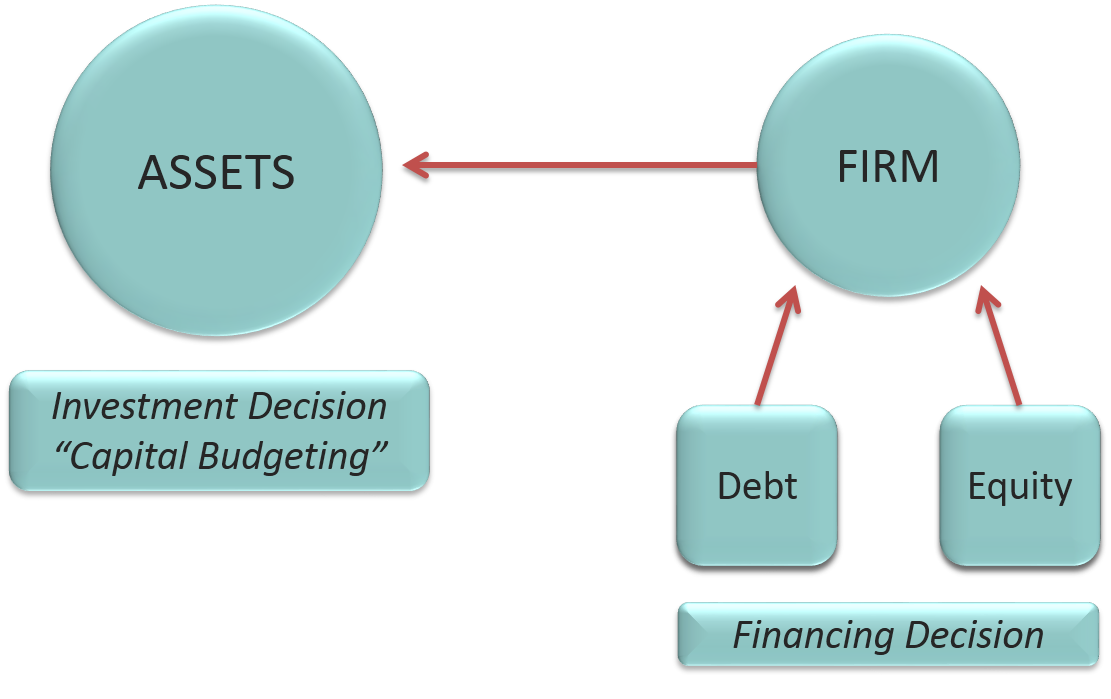 ASSETS
FIRM
Investment Decision
“Capital Budgeting”
Debt
Equity
Financing Decision